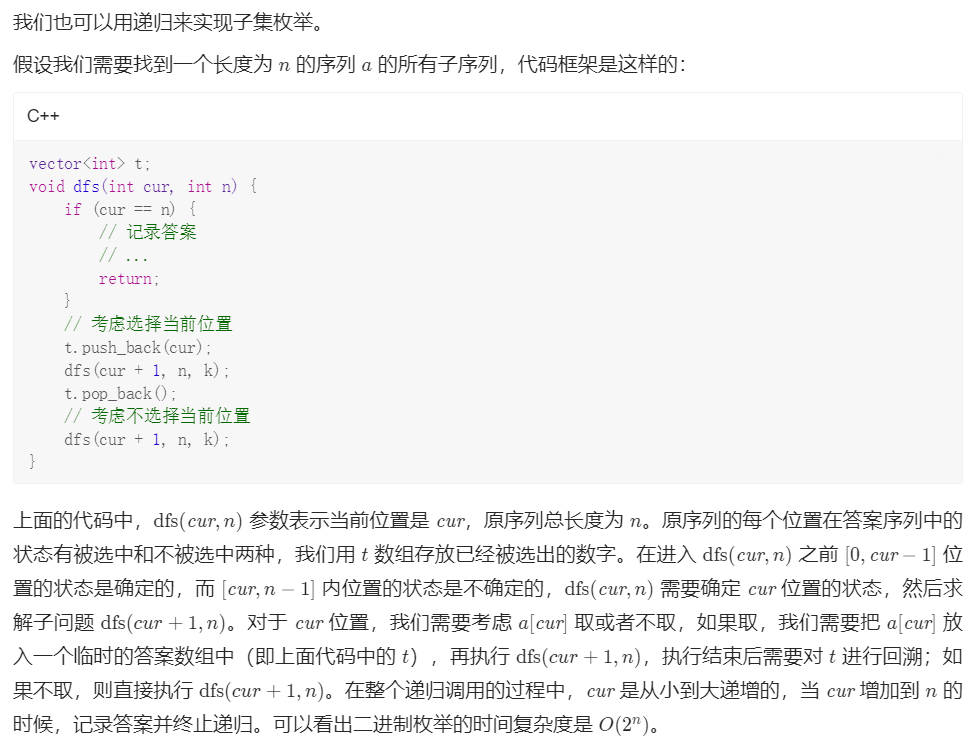 我们也可以用递归来实现子集枚举。
假设我们需要找到一个长度为 n 的序列 a 的所有子序列，代码框架是这样的：
C++
vector<int> t;
void dfs(int cur, int n) {
    if (cur == n) {
        // 记录答案
        // ...
        return;
    }
    // 考虑选择当前位置
    t.push_back(cur);
    dfs(cur + 1, n, k);
    t.pop_back();
    // 考虑不选择当前位置
    dfs(cur + 1, n, k);
}
上面的代码中，dfs(cur, n) 参数表示当前位置是 cur，原序列总长度为 n。原序列的每个位置在答案序列中的
状态有被选中和不被选中两种，我们用 t 数组存放已经被选出的数字。在进入 dfs(cur, n) 之前 [0, cur − 1] 位
置的状态是确定的，而 [cur, n − 1] 内位置的状态是不确定的，dfs(cur, n) 需要确定 cur 位置的状态，然后求
解子问题 dfs(cur + 1, n)。对于 cur 位置，我们需要考虑 a[cur] 取或者不取，如果取，我们需要把 a[cur] 放
入一个临时的答案数组中（即上面代码中的 t），再执行 dfs(cur + 1, n)，执行结束后需要对 t 进行回溯；如
果不取，则直接执行 dfs(cur + 1, n)。在整个递归调用的过程中，cur 是从小到大递增的，当 cur 增加到 n 的
时候，记录答案并终止递归。可以看出二进制枚举的时间复杂度是 O(2ⁿ)。